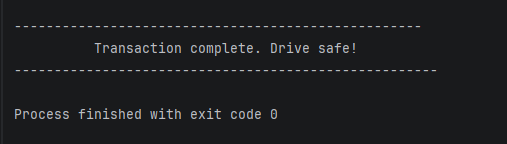 ---------------------------------------------------
Transaction complete. Drive safe!
-----------------------------------------------------
Process finished with exit code 0